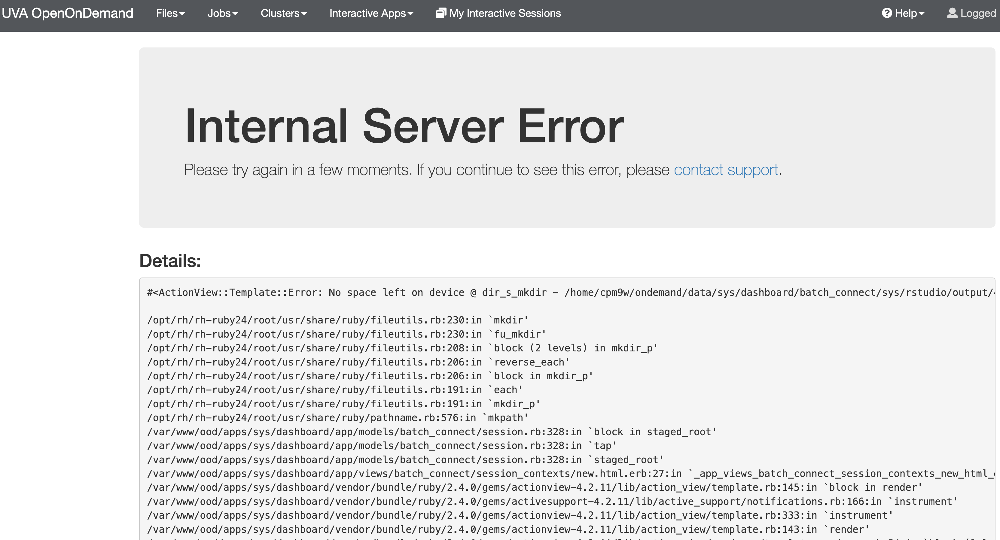 UVA OpenOnDemand Files Jobs Clusters Interactive Apps My Interactive Sessions Help Logged
Internal Server Error
Please try again in a few moments. If you continue to see this error, please contact support.
Details:
#<ActionView::Template::Error: No space left on device @ dir_s_mkdir - /home/cpm9w/ondemand/data/sys/dashboard/batch_connect/sys/rstudio/output/
/opt/rh/rh-ruby24/root/usr/share/ruby/fileutils.rb:230:in `mkdir'
/opt/rh/rh-ruby24/root/usr/share/ruby/fileutils.rb:230:in `fu_mkdir'
/opt/rh/rh-ruby24/root/usr/share/ruby/fileutils.rb:208:in `block (2 levels) in mkdir_p'
/opt/rh/rh-ruby24/root/usr/share/ruby/fileutils.rb:206:in `reverse_each'
/opt/rh/rh-ruby24/root/usr/share/ruby/fileutils.rb:206:in `block in mkdir_p'
/opt/rh/rh-ruby24/root/usr/share/ruby/fileutils.rb:191:in `each'
/opt/rh/rh-ruby24/root/usr/share/ruby/fileutils.rb:191:in `mkdir_p'
/opt/rh/rh-ruby24/root/usr/share/ruby/pathname.rb:576:in `mkpath'
/var/www/ood/apps/sys/dashboard/app/models/batch_connect/session.rb:328:in `block in staged_root'
/var/www/ood/apps/sys/dashboard/app/models/batch_connect/session.rb:328:in `tap'
/var/www/ood/apps/sys/dashboard/app/models/batch_connect/session.rb:328:in `staged_root'
/var/www/ood/apps/sys/dashboard/app/views/batch_connect/session_contexts/new.html.erb:27:in `_app_views_batch_connect_session_contexts_new_html_
/var/www/ood/apps/sys/dashboard/vendor/bundle/ruby/2.4.0/gems/actionview-4.2.11/lib/action_view/template.rb:145:in `block in render'
/var/www/ood/apps/sys/dashboard/vendor/bundle/ruby/2.4.0/gems/activesupport-4.2.11/lib/active_support/notifications.rb:166:in `instrument'
/var/www/ood/apps/sys/dashboard/vendor/bundle/ruby/2.4.0/gems/actionview-4.2.11/lib/action_view/template.rb:333:in `instrument'
/var/www/ood/apps/sys/dashboard/vendor/bundle/ruby/2.4.0/gems/actionview-4.2.11/lib/action_view/template.rb:143:in `render'